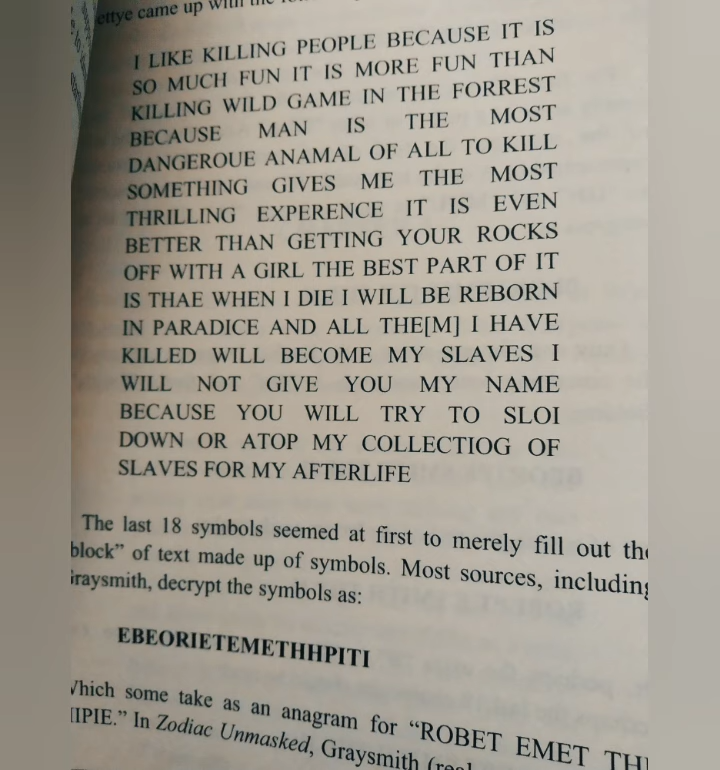 ettye came up with the
I LIKE KILLING PEOPLE BECAUSE IT IS
SO MUCH FUN IT IS MORE FUN THAN
KILLING WILD GAME IN THE FORREST
BECAUSE MAN IS THE MOST
DANGEROUE ANAMAL OF ALL TO KILL
SOMETHING GIVES ME THE MOST
THRILLING EXPERENCE IT IS EVEN
BETTER THAN GETTING YOUR ROCKS
OFF WITH A GIRL THE BEST PART OF IT
IS THAE WHEN I DIE I WILL BE REBORN
IN PARADICE AND ALL THE[M] I HAVE
KILLED WILL BECOME MY SLAVES I
WILL NOT GIVE YOU MY NAME
BECAUSE YOU WILL TRY TO SLOI
DOWN OR ATOP MY COLLECTIOG OF
SLAVES FOR MY AFTERLIFE
The last 18 symbols seemed at first to merely fill out the
block” of text made up of symbols. Most sources, including
Graysmith, decrypt the symbols as:
EBEORIETEMETHHPITI
Which some take as an anagram for “ROBET EMET TH
IPIE.” In Zodiac Unmasked, Graysmith